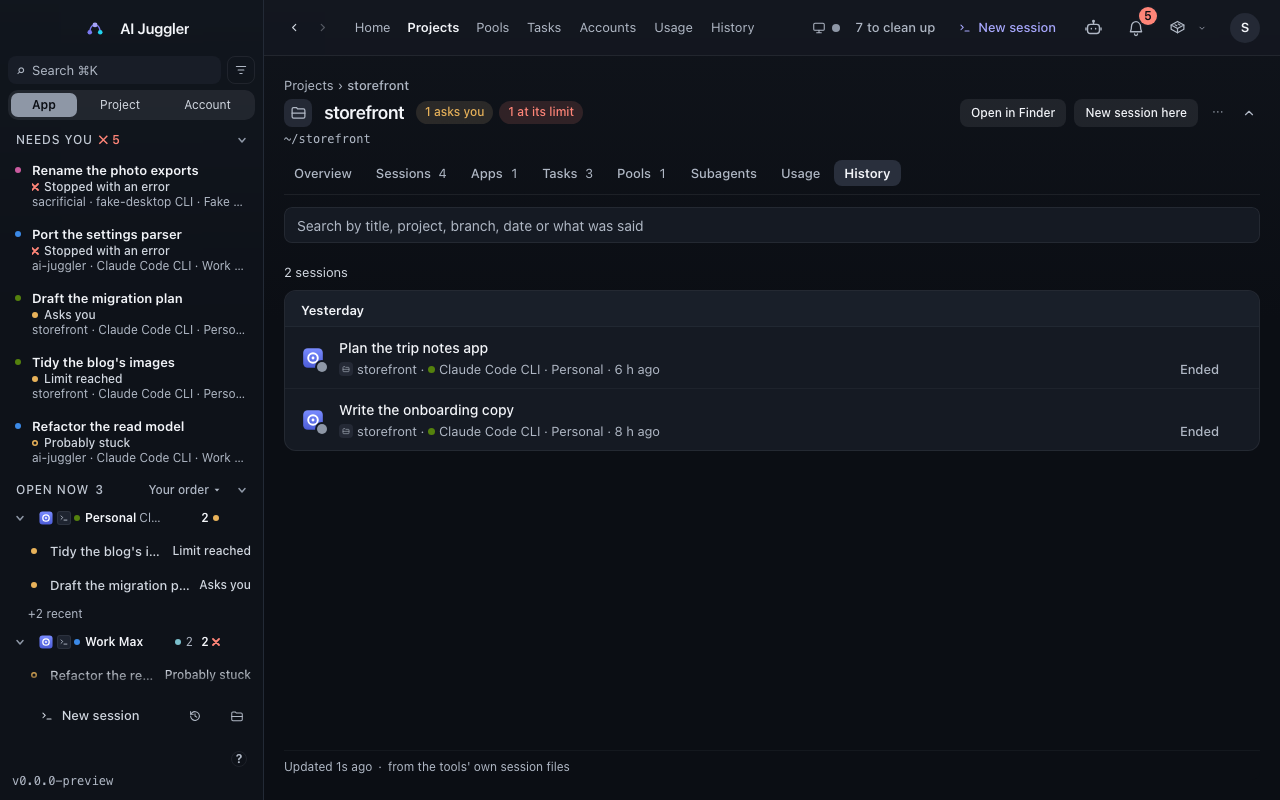 AI Juggler
Home Projects Pools Tasks Accounts Usage History
7 to clean up
New session
5
S
Search ⌘K
App Project Account
NEEDS YOU 5
Rename the photo exports
Stopped with an error
sacrificial · fake-desktop CLI · Fake ...
Port the settings parser
Stopped with an error
ai-juggler · Claude Code CLI · Work ...
Draft the migration plan
Asks you
storefront · Claude Code CLI · Perso...
Tidy the blog's images
Limit reached
storefront · Claude Code CLI · Perso...
Refactor the read model
Probably stuck
ai-juggler · Claude Code CLI · Work ...
OPEN NOW 3 Your order
Personal Cl... 2
Tidy the blog's i... Limit reached
Draft the migration p... Asks you
+2 recent
Work Max 2 2
Refactor the re... Probably stuck
New session
?
v0.0.0-preview
Projects › storefront
storefront 1 asks you 1 at its limit
Open in Finder New session here ...
~/storefront
Overview Sessions 4 Apps 1 Tasks 3 Pools 1 Subagents Usage History
Search by title, project, branch, date or what was said
2 sessions
Yesterday
Plan the trip notes app
storefront · Claude Code CLI · Personal · 6 h ago Ended
Write the onboarding copy
storefront · Claude Code CLI · Personal · 8 h ago Ended
Updated 1s ago · from the tools' own session files